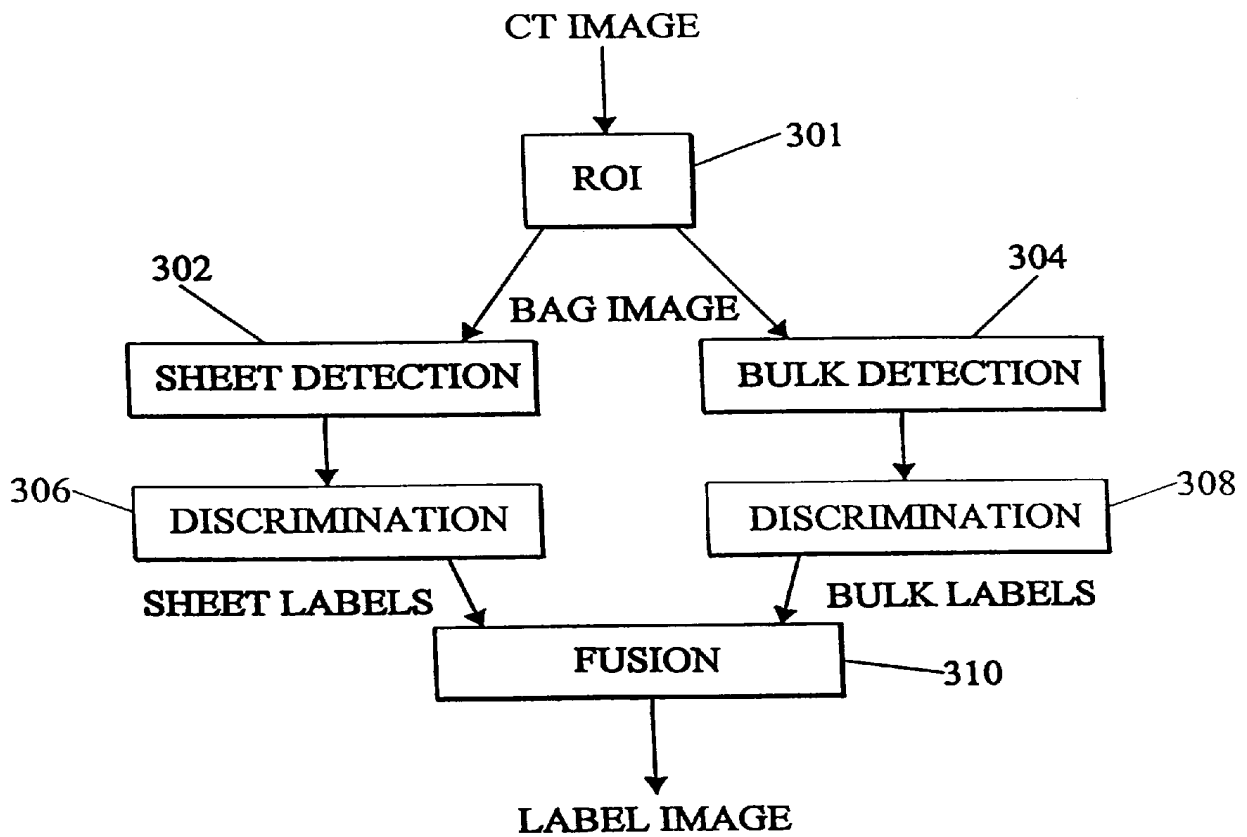 CT IMAGE
301
ROI
302
304
BAG IMAGE
SHEET DETECTION
BULK DETECTION
306
308
DISCRIMINATION
DISCRIMINATION
SHEET LABELS
BULK LABELS
FUSION
310
LABEL IMAGE